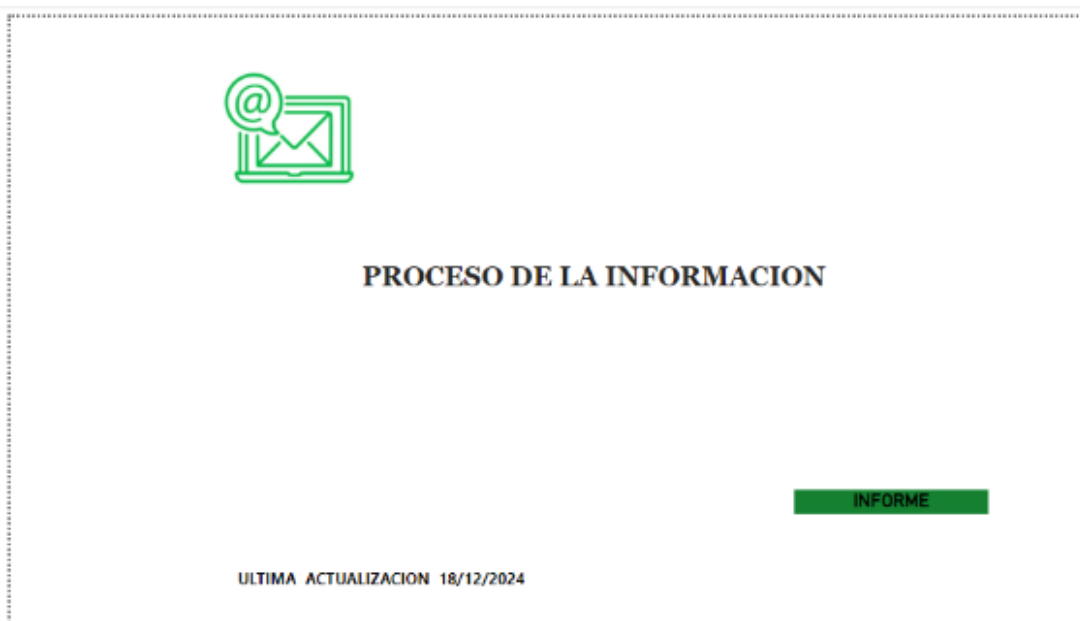 @
PROCESO DE LA INFORMACION
INFORME
ULTIMA ACTUALIZACION 18/12/2024